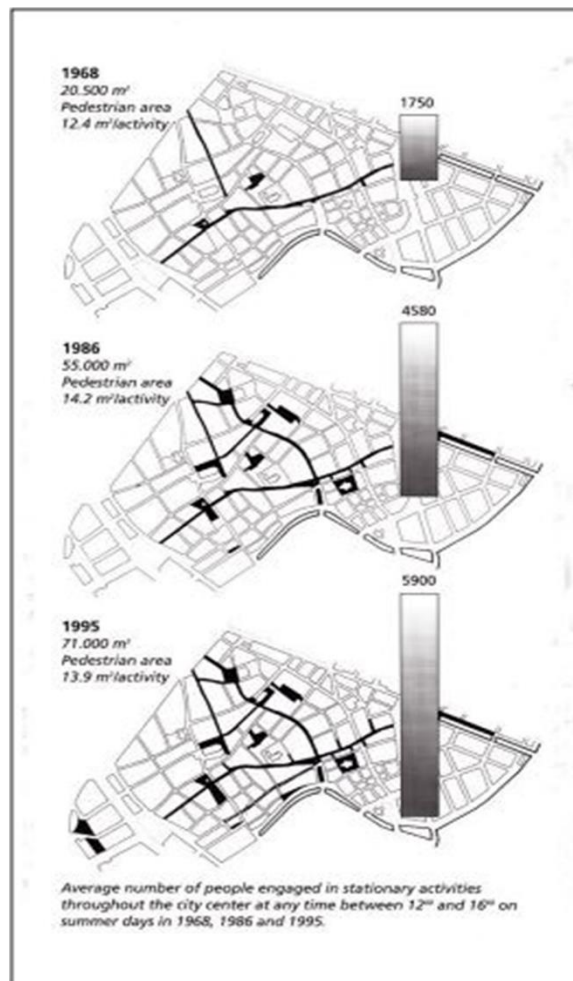 1968
20.500 m²
Pedestrian area
12.4 m²/activity
1750
4580
1986
55.000 m²
Pedestrian area
14.2 m²/activity
5900
1995
71.000 m²
Pedestrian area
13.9 m²/activity
Average number of people engaged in stationary activities
throughout the city center at any time between 12⁰⁰ and 16⁰⁰ on
summer days in 1968, 1986 and 1995.